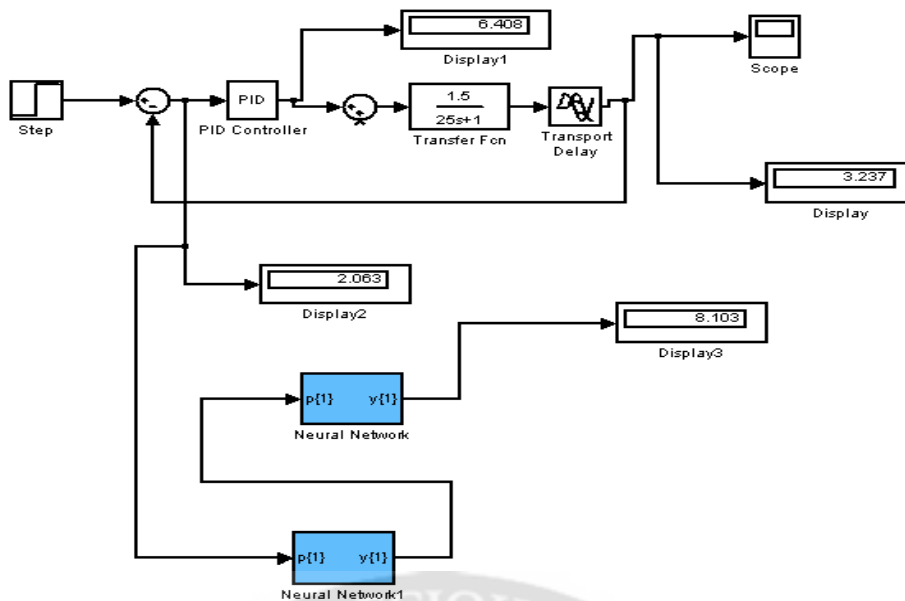 6.408
Display1
Scope
Step
PID
PID Controller
1.5
25s+1
Transfer Fcn
Transport
Delay
3.237
Display
2.063
Display2
8.103
Display3
p{1} y{1}
Neural Network
p{1} y{1}
Neural Network1